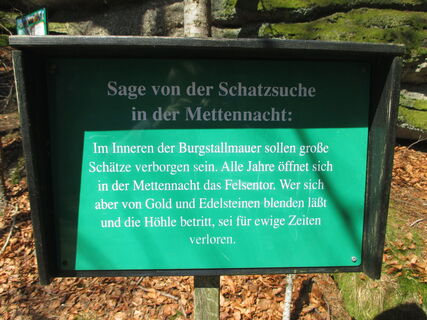 Sage von der Schatzsuche
in der Mettennacht:
Im Inneren der Burgstallmauer sollen große
Schätze verborgen sein. Alle Jahre öffnet sich
in der Mettennacht das Felsentor. Wer sich
aber von Gold und Edelsteinen blenden läßt
und die Höhle betritt, sei für ewige Zeiten
verloren.